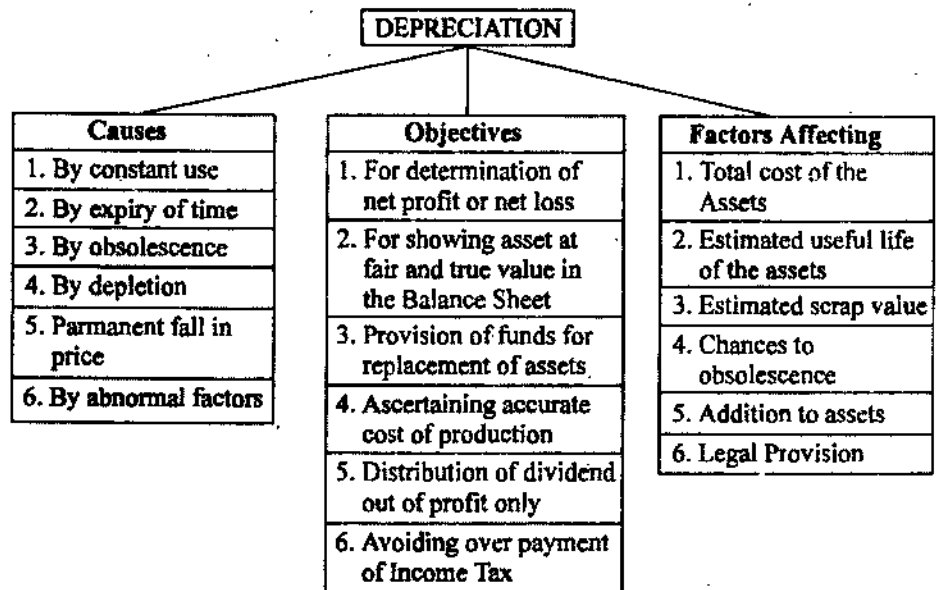 DEPRECIATION
Causes
1. By constant use
2. By expiry of time
3. By obsolescence
4. By depletion
5. Parmanent fall in
price
6. By abnormal factors
Objectives
1. For determination of
net profit or net loss
2. For showing asset at
fair and true value in
the Balance Sheet
3. Provision of funds for
replacement of assets
4. Ascertaining accurate
cost of production
5. Distribution of dividend
out of profit only
6. Avoiding over payment
of Income Tax
Factors Affecting
1. Total cost of the
Assets
2. Estimated useful life
of the assets
3. Estimated scrap value
4. Chances to
obsolescence
5. Addition to assets
6. Legal Provision